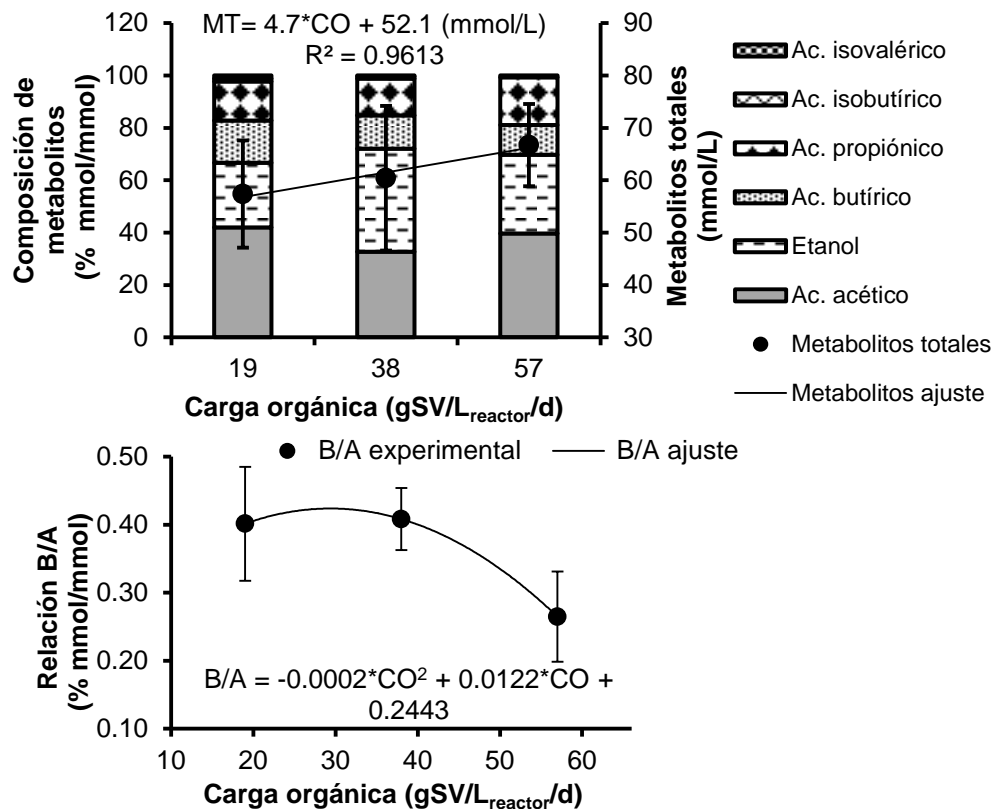 MT= 4.7*CO + 52.1 (mmol/L)
R² = 0.9613
Composición de
metabolitos
(% mmol/mmol)
120
100
80
60
40
20
0
90
80
70
60
50
40
30
Metabolitos totales
(mmol/L)
19 38 57
Carga orgánica (gSV/Lreactor/d)
Ac. isovalérico
Ac. isobutírico
Ac. propiónico
Ac. butírico
Etanol
Ac. acético
Metabolitos totales
Metabolitos ajuste
B/A experimental B/A ajuste
Relación B/A
(% mmol/mmol)
0.50
0.40
0.30
0.20
0.10
B/A = -0.0002*CO² + 0.0122*CO +
0.2443
10 20 30 40 50 60
Carga orgánica (gSV/Lreactor/d)